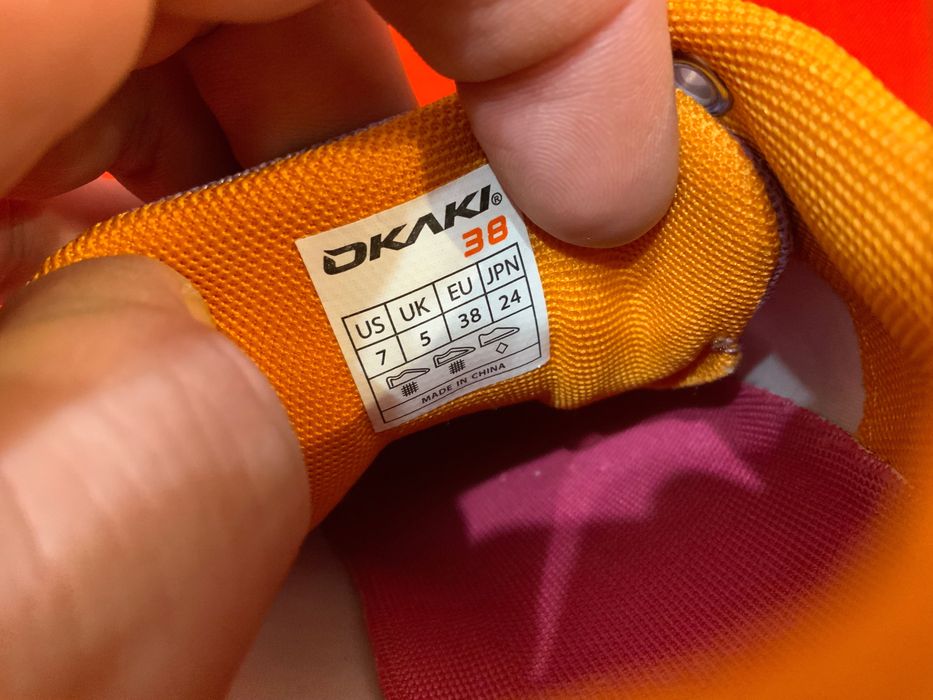 OKAKI®
38
US UK EU JPN
7 5 38 24
MADE IN CHINA